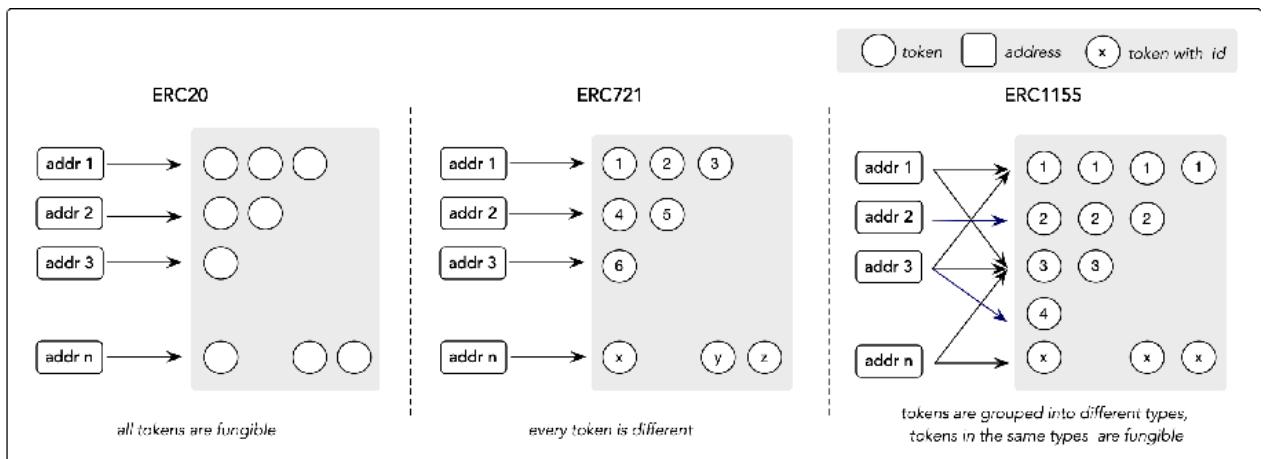 token address x token with id
ERC20
addr 1
addr 2
addr 3
addr n
all tokens are fungible
ERC721
addr 1 1 2 3
addr 2 4 5
addr 3 6
addr n x y z
every token is different
ERC1155
addr 1 1 1 1 1
addr 2 2 2 2
addr 3 3 3
4
addr n x x x
tokens are grouped into different types,
tokens in the same types are fungible